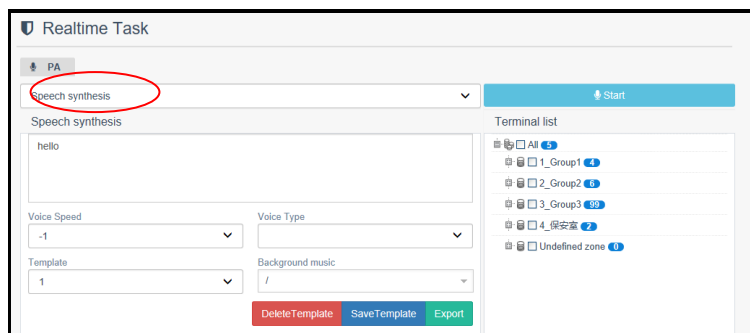 Realtime Task
PA
Speech synthesis
Start
Speech synthesis
hello
Voice Speed
Voice Type
-1
Template
Background music
1
/
DeleteTemplate
SaveTemplate
Export
Terminal list
All 5
1_Group1 4
2_Group2 6
3_Group3 99
4_保安室 2
Undefined zone 0